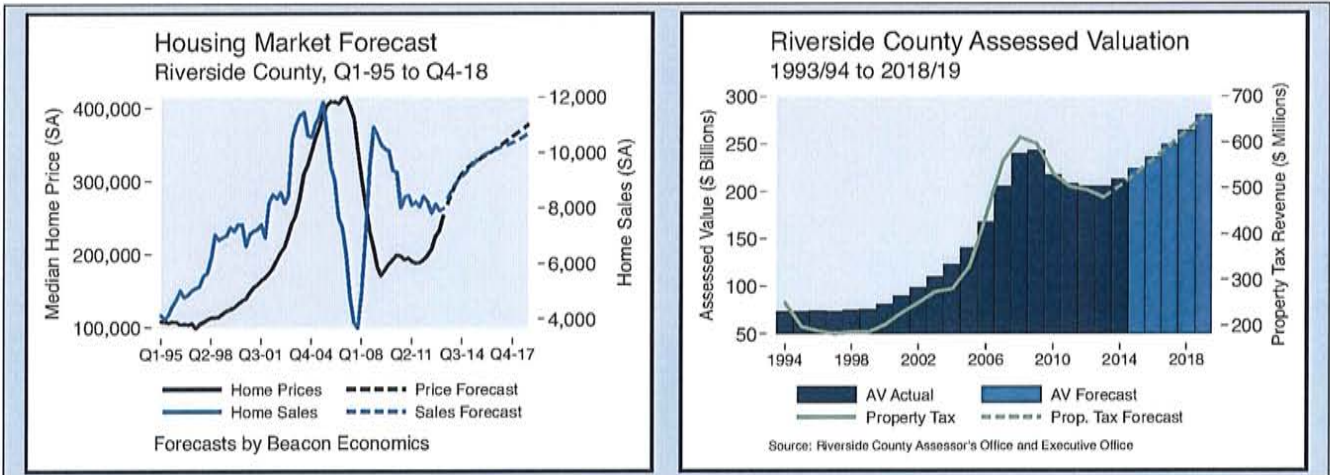 Housing Market Forecast
Riverside County, Q1-95 to Q4-18
Median Home Price (SA)
400,000
300,000
200,000
100,000
12,000
10,000
8,000
6,000
4,000
Home Sales (SA)
Q1-95 Q2-98 Q3-01 Q4-04 Q1-08 Q2-11 Q3-14 Q4-17
Home Prices Price Forecast
Home Sales Sales Forecast
Forecasts by Beacon Economics
Riverside County Assessed Valuation
1993/94 to 2018/19
Assessed Value ($ Billions)
300
250
200
150
100
50
700
600
500
400
300
200
Property Tax Revenue ($ Millions)
1994 1998 2002 2006 2010 2014 2018
AV Actual AV Forecast
Property Tax Prop. Tax Forecast
Source: Riverside County Assessor's Office and Executive Office